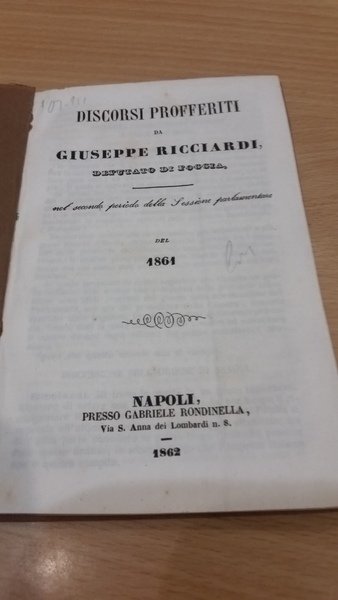 DISCORSI PROFFERITI
DA
GIUSEPPE RICCIARDI,
DEPUTATO DI FOGGIA,
nel secondo periodo della Sessione parlamentare
DEL
1861
NAPOLI,
PRESSO GABRIELE RONDINELLA,
Via S. Anna dei Lombardi n. 8.
1862